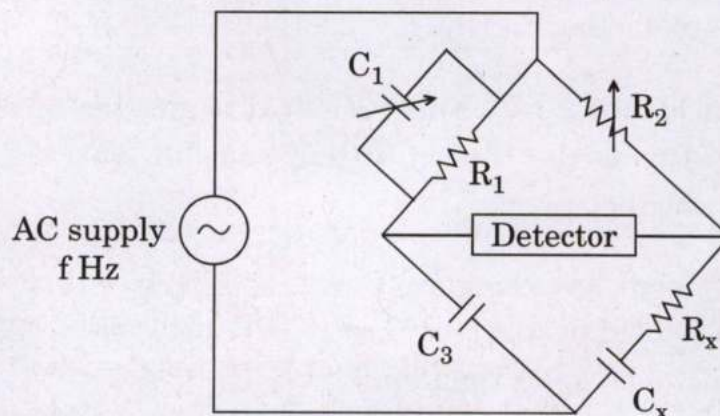 C₁
R₂
R₁
AC supply
f Hz
Detector
C₃
Rₓ
Cₓ